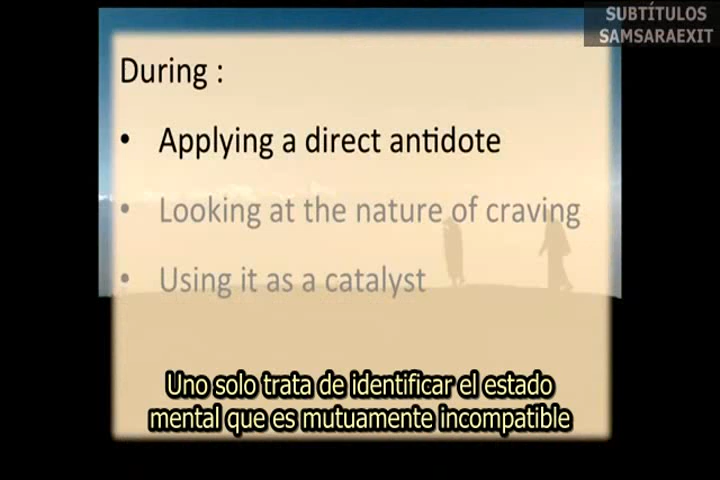 SUBTÍTULOS
SAMSARAEXIT
During :
• Applying a direct antidote
• Looking at the nature of craving
• Using it as a catalyst
Uno solo trata de identificar el estado
mental que es mutuamente incompatible